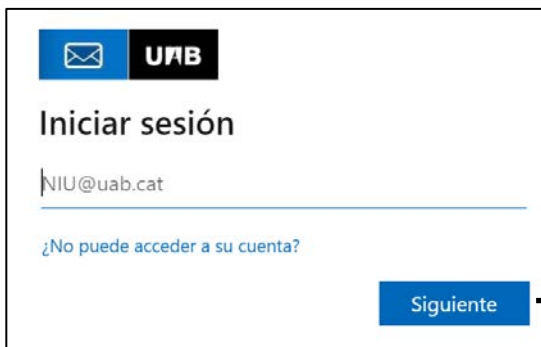 UAB
Iniciar sesión
NIU@uab.cat
¿No puede acceder a su cuenta?
Siguiente